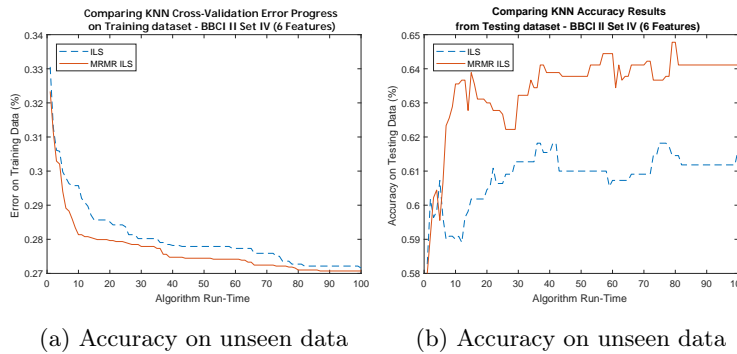 Comparing KNN Cross-Validation Error Progress
on Training dataset - BBCI II Set IV (6 Features)
ILS
MRMR ILS
0.34
0.33
0.32
0.31
0.3
0.29
0.28
0.27
Error on Training Data (%)
0 10 20 30 40 50 60 70 80 90 100
Algorithm Run-Time
(a) Accuracy on unseen data
Comparing KNN Accuracy Results
from Testing dataset - BBCI II Set IV (6 Features)
ILS
MRMR ILS
0.65
0.64
0.63
0.62
0.61
0.6
0.59
0.58
Accuracy on Testing Data (%)
0 10 20 30 40 50 60 70 80 90 100
Algorithm Run-Time
(b) Accuracy on unseen data